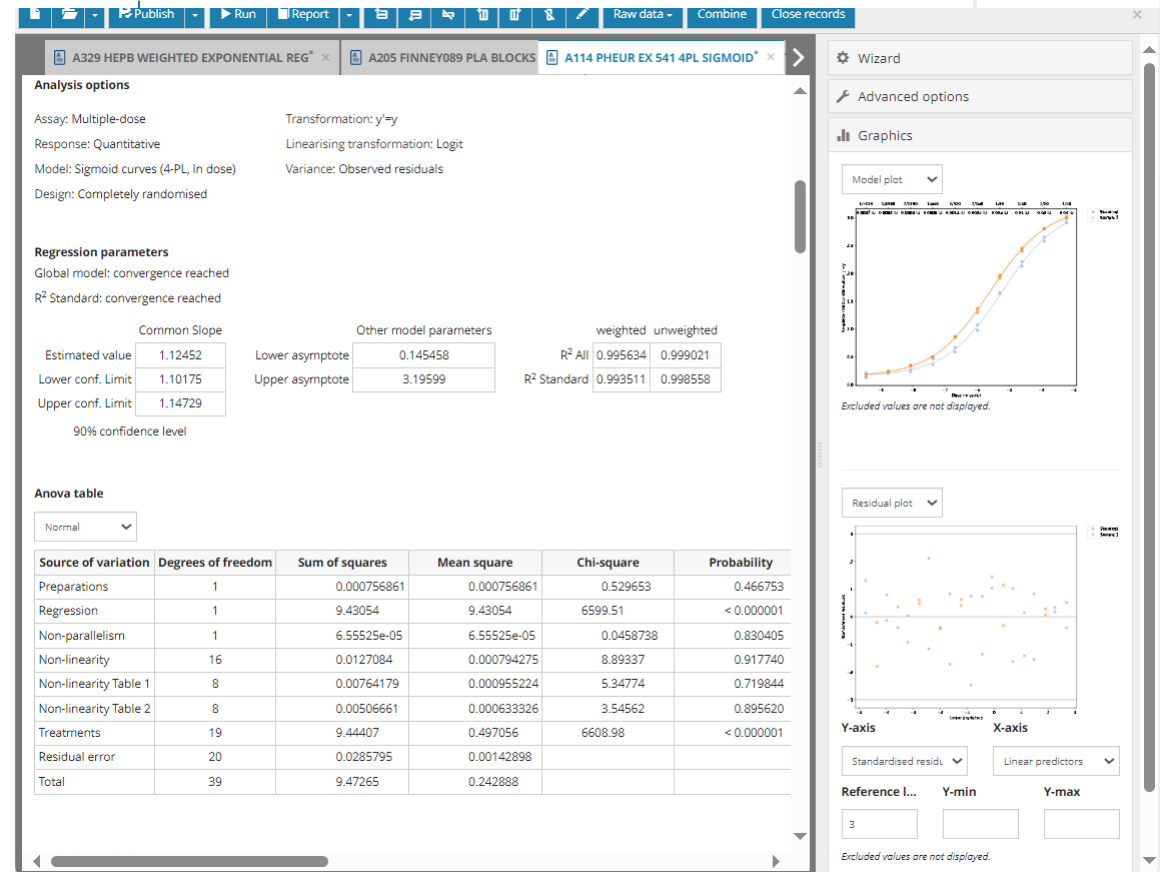 Publish Run Report Raw data Combine Close records
A329 HEPB WEIGHTED EXPONENTIAL REG* × A205 FINNEY089 PLA BLOCKS A114 PHEUR EX 541 4PL SIGMOID* ×
Analysis options
Assay: Multiple-dose Transformation: y'=y
Response: Quantitative Linearising transformation: Logit
Model: Sigmoid curves (4-PL, ln dose) Variance: Observed residuals
Design: Completely randomised
Regression parameters
Global model: convergence reached
R² Standard: convergence reached
Common Slope Other model parameters weighted unweighted
Estimated value 1.12452 Lower asymptote 0.145458 R² All 0.995634 0.999021
Lower conf. Limit 1.10175 Upper asymptote 3.19599 R² Standard 0.993511 0.998558
Upper conf. Limit 1.14729
90% confidence level
Anova table
Normal
Source of variation Degrees of freedom Sum of squares Mean square Chi-square Probability
Preparations 1 0.000756861 0.000756861 0.529653 0.466753
Regression 1 9.43054 9.43054 6599.51 < 0.000001
Non-parallelism 1 6.55525e-05 6.55525e-05 0.0458738 0.830405
Non-linearity 16 0.0127084 0.000794275 8.89337 0.917740
Non-linearity Table 1 8 0.00764179 0.000955224 5.34774 0.719844
Non-linearity Table 2 8 0.00506661 0.000633326 3.54562 0.895620
Treatments 19 9.44407 0.497056 6608.98 < 0.000001
Residual error 20 0.0285795 0.00142898
Total 39 9.47265 0.242888
Wizard
Advanced options
Graphics
Model plot
Excluded values are not displayed.
Residual plot
Y-axis X-axis
Standardised residu Linear predictors
Reference l... Y-min Y-max
3
Excluded values are not displayed.